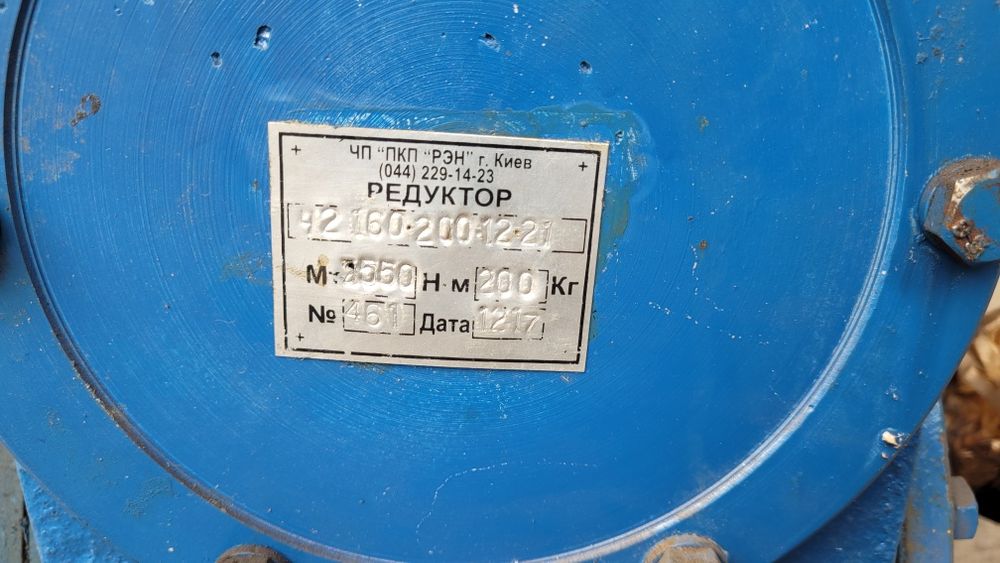 ЧП "ПКП "РЭН" г. Киев
(044) 229-14-23
РЕДУКТОР
Ч2 160·200·12·21
М: 3550 Н м 200 Кг
№ 461 Дата 1217